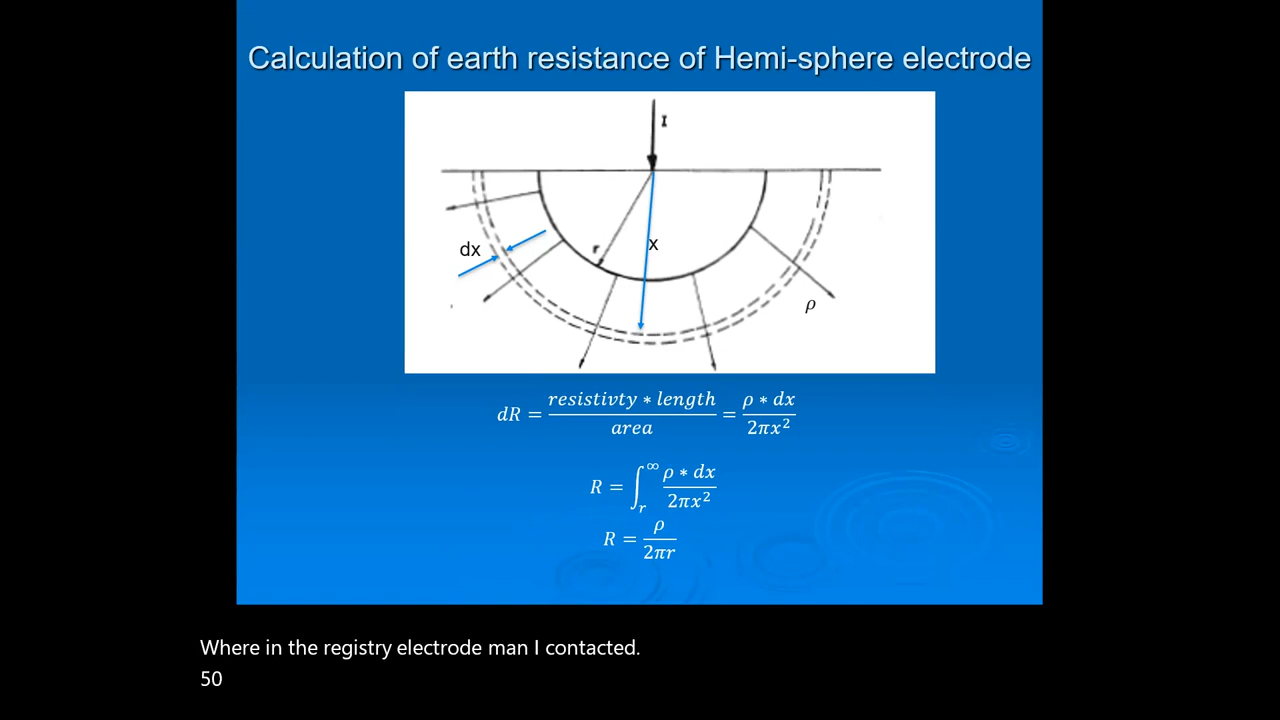 Calculation of earth resistance of Hemi-sphere electrode
I
r
x
dx
ρ
dR = resistivty ∗ length / area = ρ ∗ dx / 2πx²
R = ∫_r^∞ ρ ∗ dx / 2πx²
R = ρ / 2πr
Where in the registry electrode man I contacted.
50